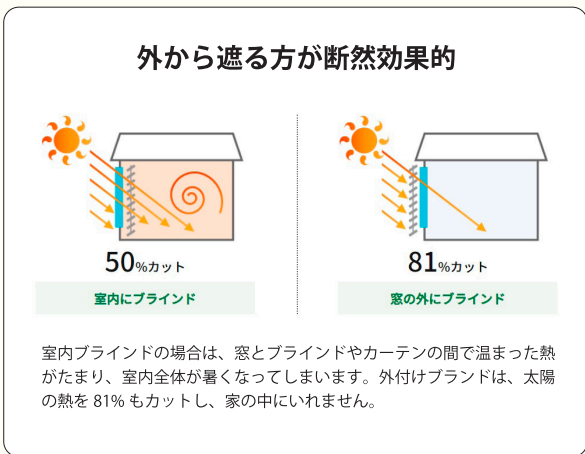 外から遮る方が断然効果的
50%カット
81%カット
室内にブラインド
窓の外にブラインド
室内ブラインドの場合は、窓とブラインドやカーテンの間で温まった熱
がたまり、室内全体が暑くなってしまいます。外付けブランドは、太陽
の熱を 81% もカットし、家の中にいれません。